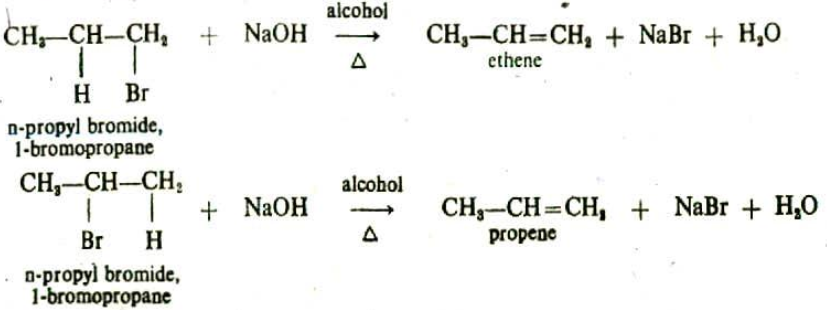 alcohol
CH₃—CH—CH₂ + NaOH ⟶ CH₃—CH=CH₂ + NaBr + H₂O
| | Δ ethene
H Br
n-propyl bromide,
1-bromopropane
alcohol
CH₃—CH—CH₂ + NaOH ⟶ CH₃—CH=CH₂ + NaBr + H₂O
| | Δ propene
Br H
n-propyl bromide,
1-bromopropane